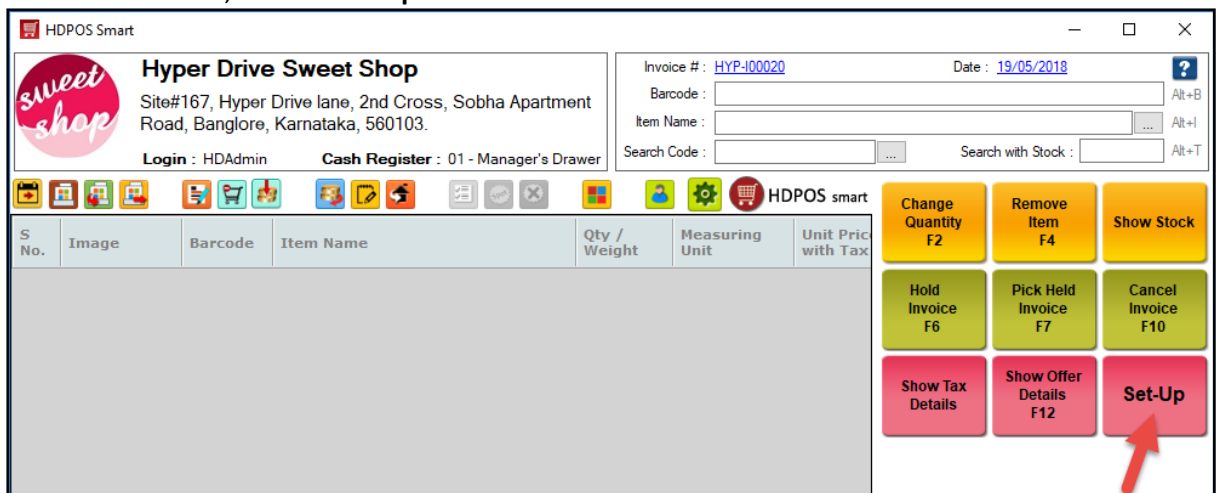 HDPOS Smart
sweet
shop
Hyper Drive Sweet Shop
Site#167, Hyper Drive lane, 2nd Cross, Sobha Apartment
Road, Banglore, Karnataka, 560103.
Login : HDAdmin Cash Register : 01 - Manager's Drawer
Invoice # : HYP-I00020 Date : 19/05/2018 ?
Barcode : Alt+B
Item Name : ... Alt+I
Search Code : ... Search with Stock : Alt+T
HDPOS smart
S
No.
Image
Barcode
Item Name
Qty /
Weight
Measuring
Unit
Unit Pric
with Tax
Change
Quantity
F2
Remove
Item
F4
Show Stock
Hold
Invoice
F6
Pick Held
Invoice
F7
Cancel
Invoice
F10
Show Tax
Details
Show Offer
Details
F12
Set-Up